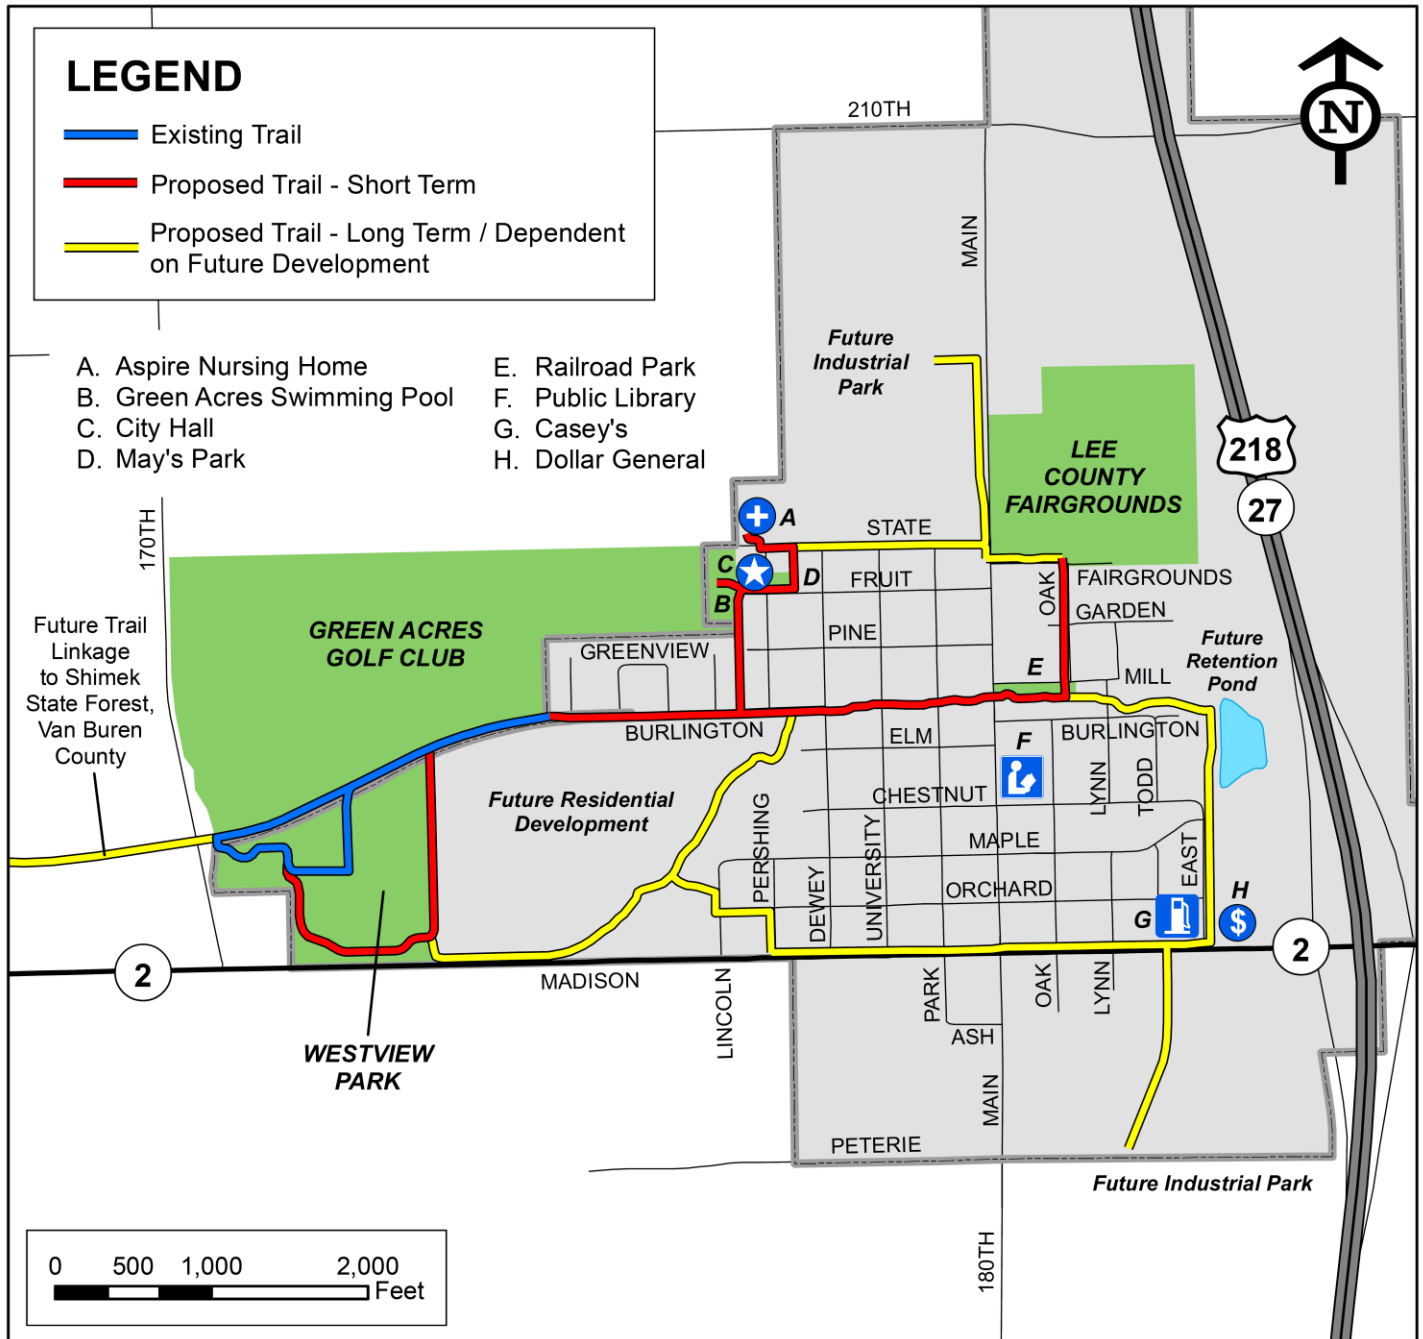 LEGEND
Existing Trail
Proposed Trail - Short Term
Proposed Trail - Long Term / Dependent
on Future Development
N
210TH
MAIN
A. Aspire Nursing Home
B. Green Acres Swimming Pool
C. City Hall
D. May's Park
E. Railroad Park
F. Public Library
G. Casey's
H. Dollar General
Future
Industrial
Park
LEE
COUNTY
FAIRGROUNDS
218
27
170TH
A
STATE
C
D
B
FRUIT
OAK
FAIRGROUNDS
GARDEN
PINE
GREEN ACRES
GOLF CLUB
GREENVIEW
Future Trail
Linkage
to Shimek
State Forest,
Van Buren
County
Future
Retention
Pond
E
MILL
BURLINGTON
ELM
F
BURLINGTON
LYNN
TODD
CHESTNUT
Future Residential
Development
PERSHING
UNIVERSITY
MAPLE
EAST
DEWEY
ORCHARD
G
H
$
2
2
MADISON
LINCOLN
PARK
OAK
LYNN
ASH
MAIN
WESTVIEW
PARK
PETERIE
Future Industrial Park
180TH
0 500 1,000 2,000
Feet